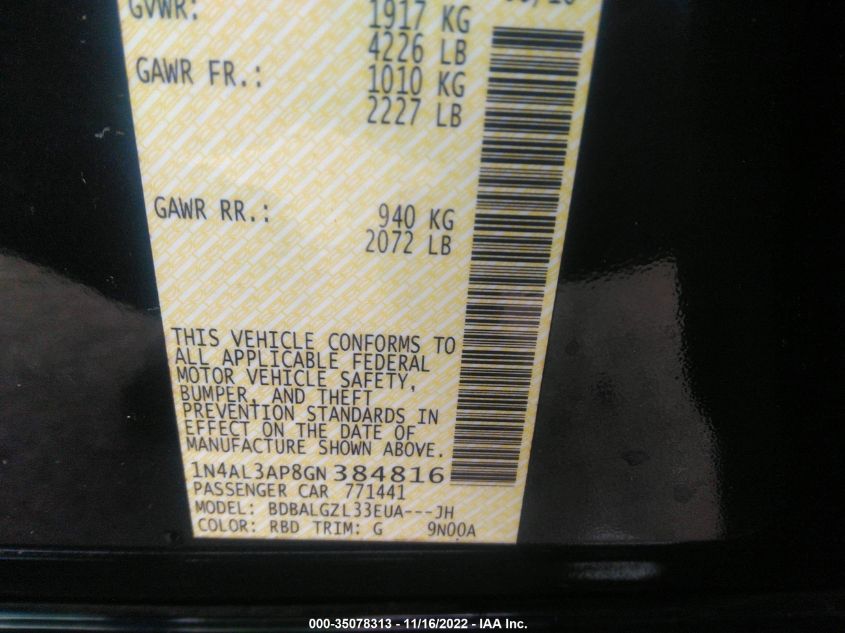 GVWR: 1917 KG
4226 LB
GAWR FR.: 1010 KG
2227 LB
GAWR RR.: 940 KG
2072 LB
THIS VEHICLE CONFORMS TO
ALL APPLICABLE FEDERAL
MOTOR VEHICLE SAFETY,
BUMPER, AND THEFT
PREVENTION STANDARDS IN
EFFECT ON THE DATE OF
MANUFACTURE SHOWN ABOVE.
1N4AL3AP8GN 384816
PASSENGER CAR 771441
MODEL: BDBALGZL33EUA---JH
COLOR: RBD TRIM: G 9N00A
000-35078313 - 11/16/2022 - IAA Inc.